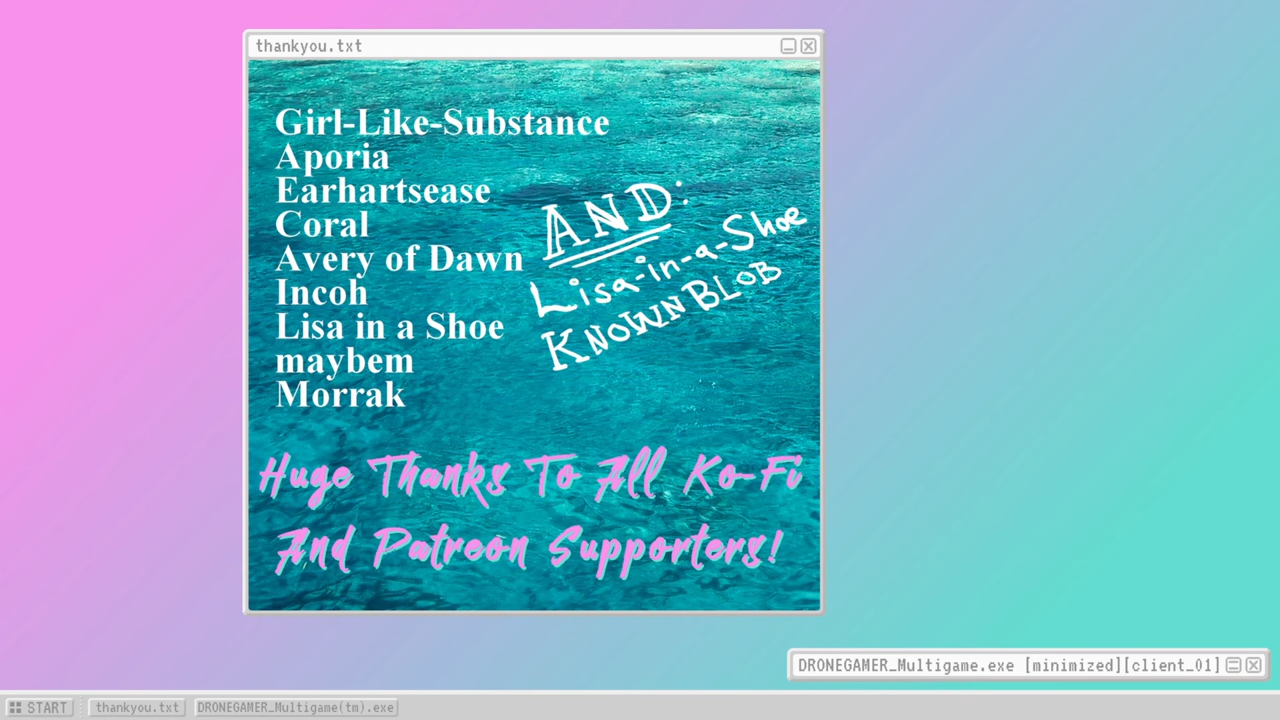 thankyou.txt
Girl-Like-Substance
Aporia
Earhartsease
Coral
Avery of Dawn
Incoh
Lisa in a Shoe
maybem
Morrak
AND:
Lisa-in-a-Shoe
KNOWN BLOB
Huge Thanks To All Ko-Fi
And Patreon Supporters!
DRONEGAMER_Multigame.exe [minimized][client_01]
START
thankyou.txt
DRONEGAMER_Multigame(tm).exe